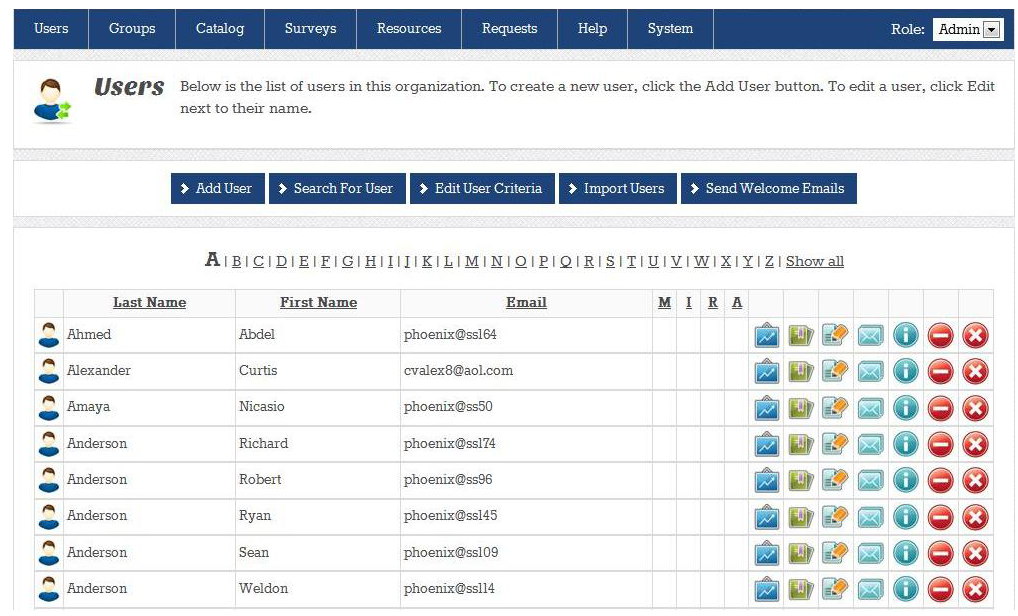 Users Groups Catalog Surveys Resources Requests Help System Role: Admin
Users Below is the list of users in this organization. To create a new user, click the Add User button. To edit a user, click Edit
next to their name.
Add User Search For User Edit User Criteria Import Users Send Welcome Emails
A | B | C | D | E | F | G | H | I | J | K | L | M | N | O | P | Q | R | S | T | U | V | W | X | Y | Z | Show all
Last Name First Name Email M I R A
Ahmed Abdel phoenix@ssl64
Alexander Curtis cvalex8@aol.com
Amaya Nicasio phoenix@ss50
Anderson Richard phoenix@ssl74
Anderson Robert phoenix@ss96
Anderson Ryan phoenix@ssl45
Anderson Sean phoenix@ssl09
Anderson Weldon phoenix@ssl14